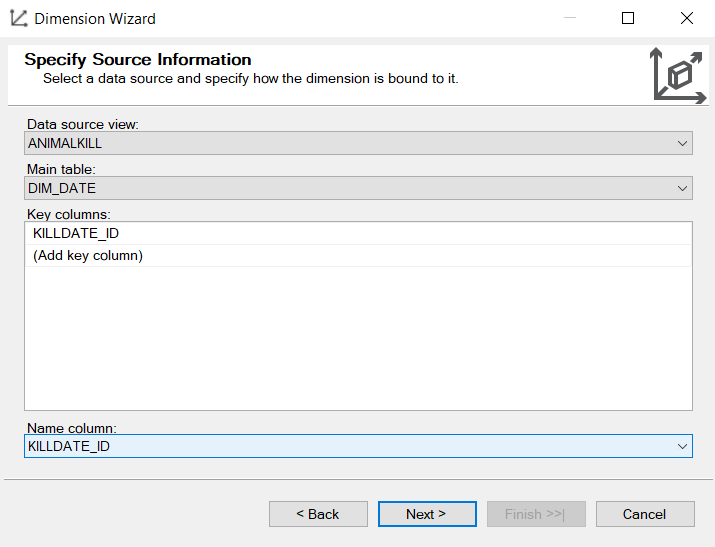 Dimension Wizard
Specify Source Information
Select a data source and specify how the dimension is bound to it.
Data source view:
ANIMALKILL
Main table:
DIM_DATE
Key columns:
KILLDATE_ID
(Add key column)
Name column:
KILLDATE_ID
< Back
Next >
Finish >>|
Cancel